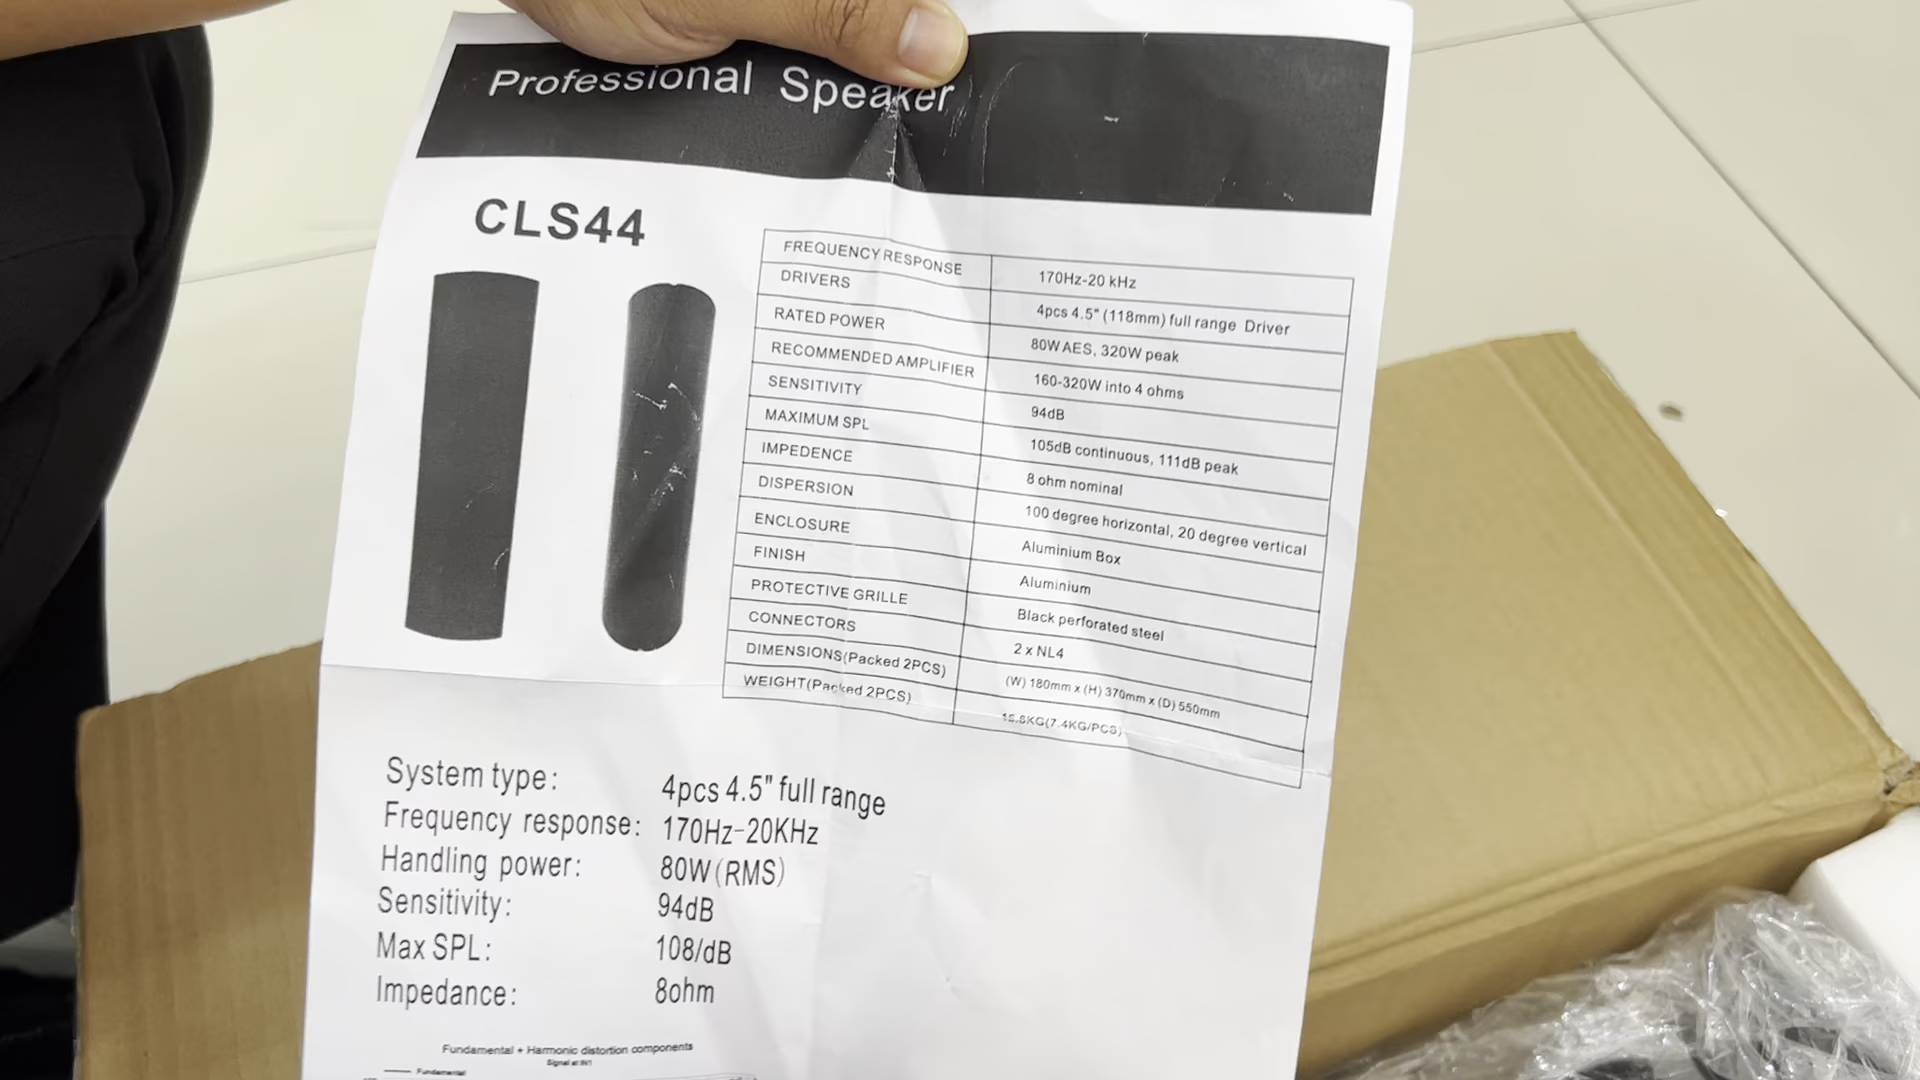 Professional Speaker
CLS44
FREQUENCY RESPONSE 170Hz-20 kHz
DRIVERS 4pcs 4.5" (118mm) full range Driver
RATED POWER 80W AES, 320W peak
RECOMMENDED AMPLIFIER 160-320W into 4 ohms
SENSITIVITY 94dB
MAXIMUM SPL 105dB continuous, 111dB peak
IMPEDENCE 8 ohm nominal
DISPERSION 100 degree horizontal, 20 degree vertical
ENCLOSURE Aluminium Box
FINISH Aluminium
PROTECTIVE GRILLE Black perforated steel
CONNECTORS 2 x NL4
DIMENSIONS(Packed 2PCS) (W) 180mm x (H) 370mm x (D) 550mm
WEIGHT(Packed 2PCS)
System type: 4pcs 4.5" full range
Frequency response: 170Hz-20KHz
Handling power: 80W(RMS)
Sensitivity: 94dB
Max SPL: 108/dB
Impedance: 8ohm
Fundamental + Harmonic distortion components
Signal at IN1
Fundamental